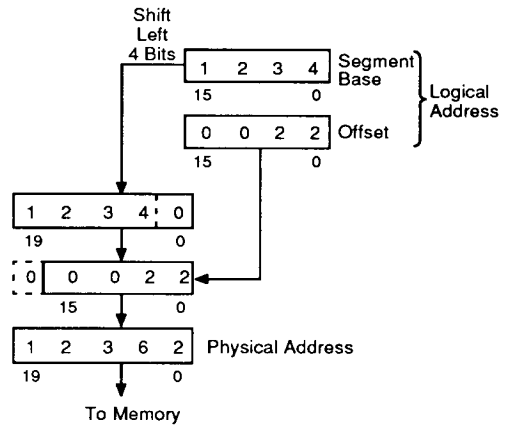 Shift
Left
4 Bits
1 2 3 4
Segment
Base
15 0
Logical
Address
0 0 2 2
Offset
15 0
1 2 3 4 0
19 0
0 0 0 2 2
15 0
1 2 3 6 2
Physical Address
19 0
To Memory